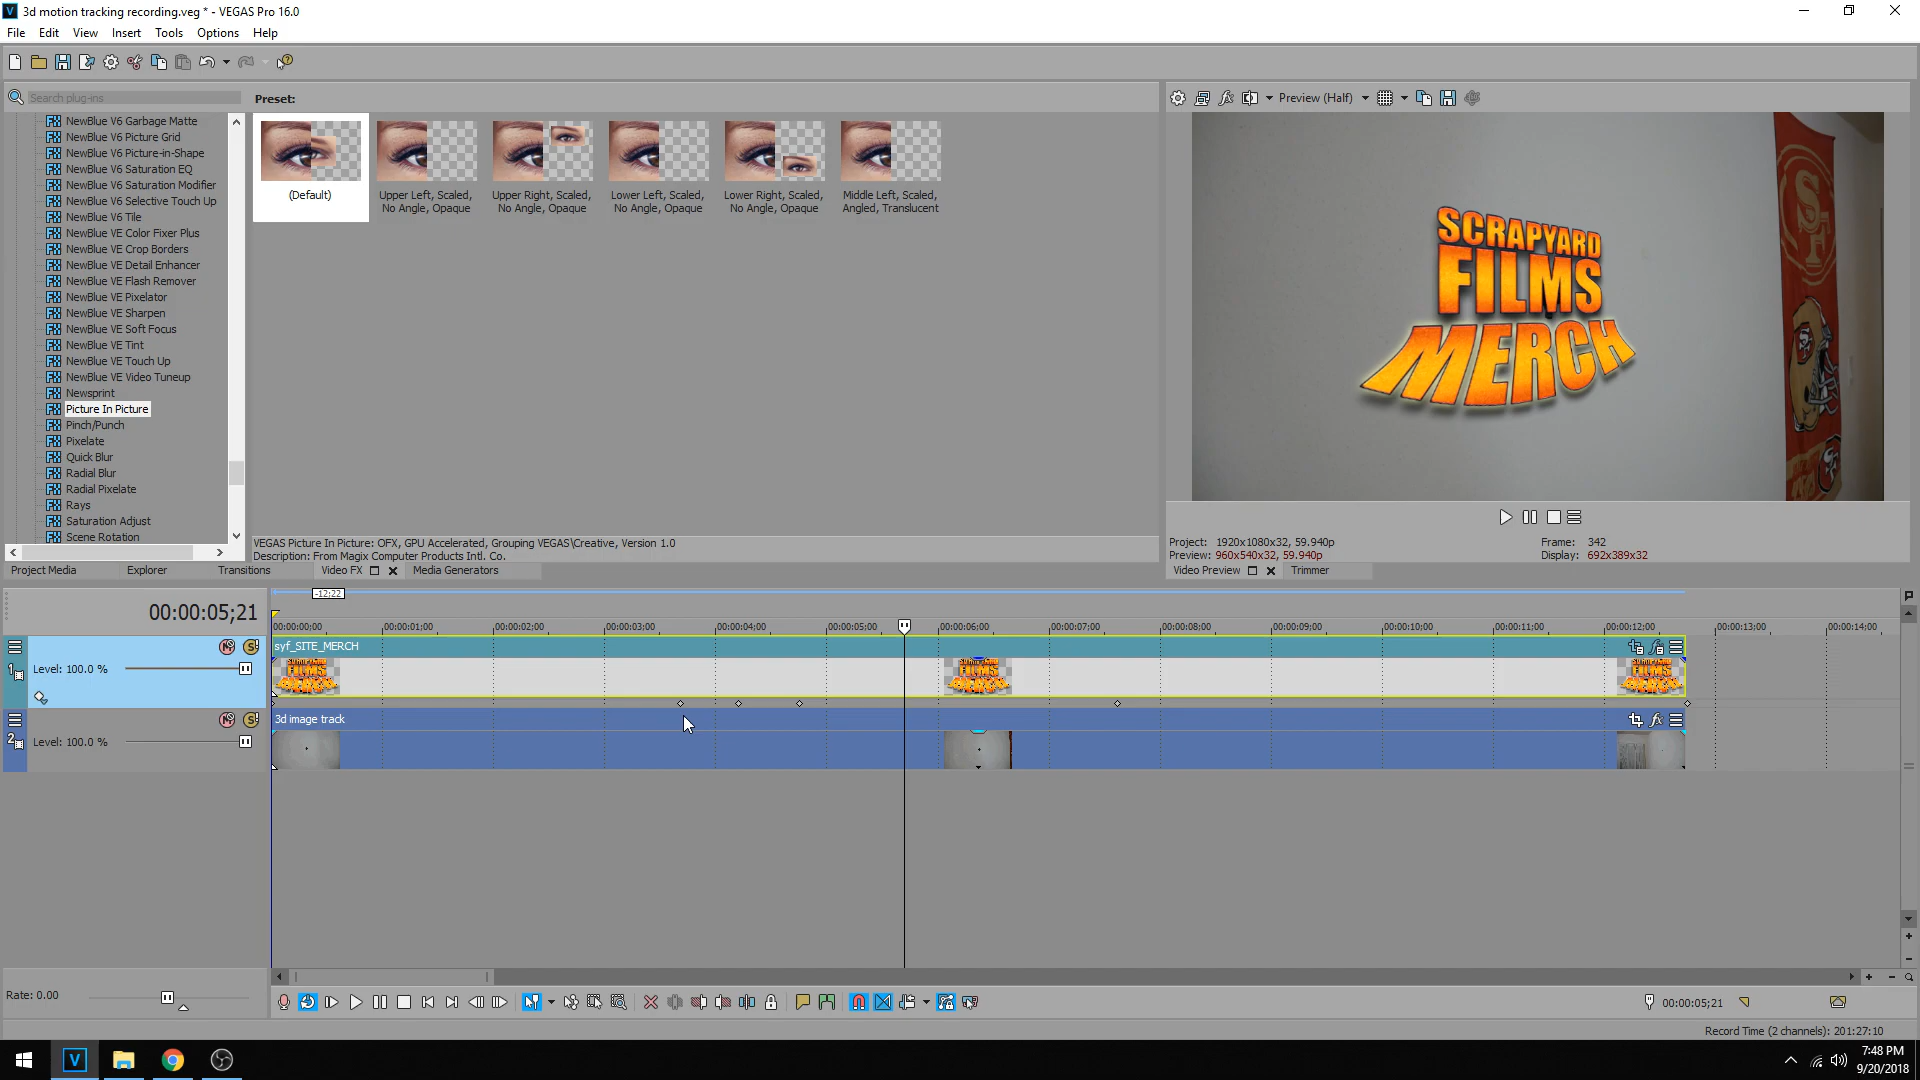 3d motion tracking recording.veg * - VEGAS Pro 16.0
File Edit View Insert Tools Options Help
Search plug-ins
NewBlue V6 Garbage Matte
NewBlue V6 Picture Grid
NewBlue V6 Picture-in-Shape
NewBlue V6 Saturation EQ
NewBlue V6 Saturation Modifier
NewBlue V6 Selective Touch Up
NewBlue V6 Tile
NewBlue VE Color Fixer Plus
NewBlue VE Crop Borders
NewBlue VE Detail Enhancer
NewBlue VE Flash Remover
NewBlue VE Pixelator
NewBlue VE Sharpen
NewBlue VE Soft Focus
NewBlue VE Tint
NewBlue VE Touch Up
NewBlue VE Video Tuneup
Newsprint
Picture In Picture
Pinch/Punch
Pixelate
Quick Blur
Radial Blur
Radial Pixelate
Rays
Saturation Adjust
Scene Rotation
Preset:
(Default)
Upper Left, Scaled,
No Angle, Opaque
Upper Right, Scaled,
No Angle, Opaque
Lower Left, Scaled,
No Angle, Opaque
Lower Right, Scaled,
No Angle, Opaque
Middle Left, Scaled,
Angled, Translucent
VEGAS Picture In Picture: OFX, GPU Accelerated, Grouping VEGAS\Creative, Version 1.0
Description: From Magix Computer Products Intl. Co.
Project Media Explorer Transitions Video FX Media Generators
Preview (Half)
SCRAPYARD
FILMS
MERCH
SF
Project: 1920x1080x32, 59.940p
Preview: 960x540x32, 59.940p
Frame: 342
Display: 692x389x32
Video Preview Trimmer
-12;22
00:00:05;21
00:00:00;00 00:00:01;00 00:00:02;00 00:00:03;00 00:00:04;00 00:00:05;00 00:00:06;00 00:00:07;00 00:00:08;00 00:00:09;00 00:00:10;00 00:00:11;00 00:00:12;00 00:00:13;00 00:00:14;00
1
Level: 100.0 %
syf_SITE_MERCH
2
Level: 100.0 %
3d image track
Rate: 0.00
00:00:05;21
Record Time (2 channels): 201:27:10
7:48 PM
9/20/2018